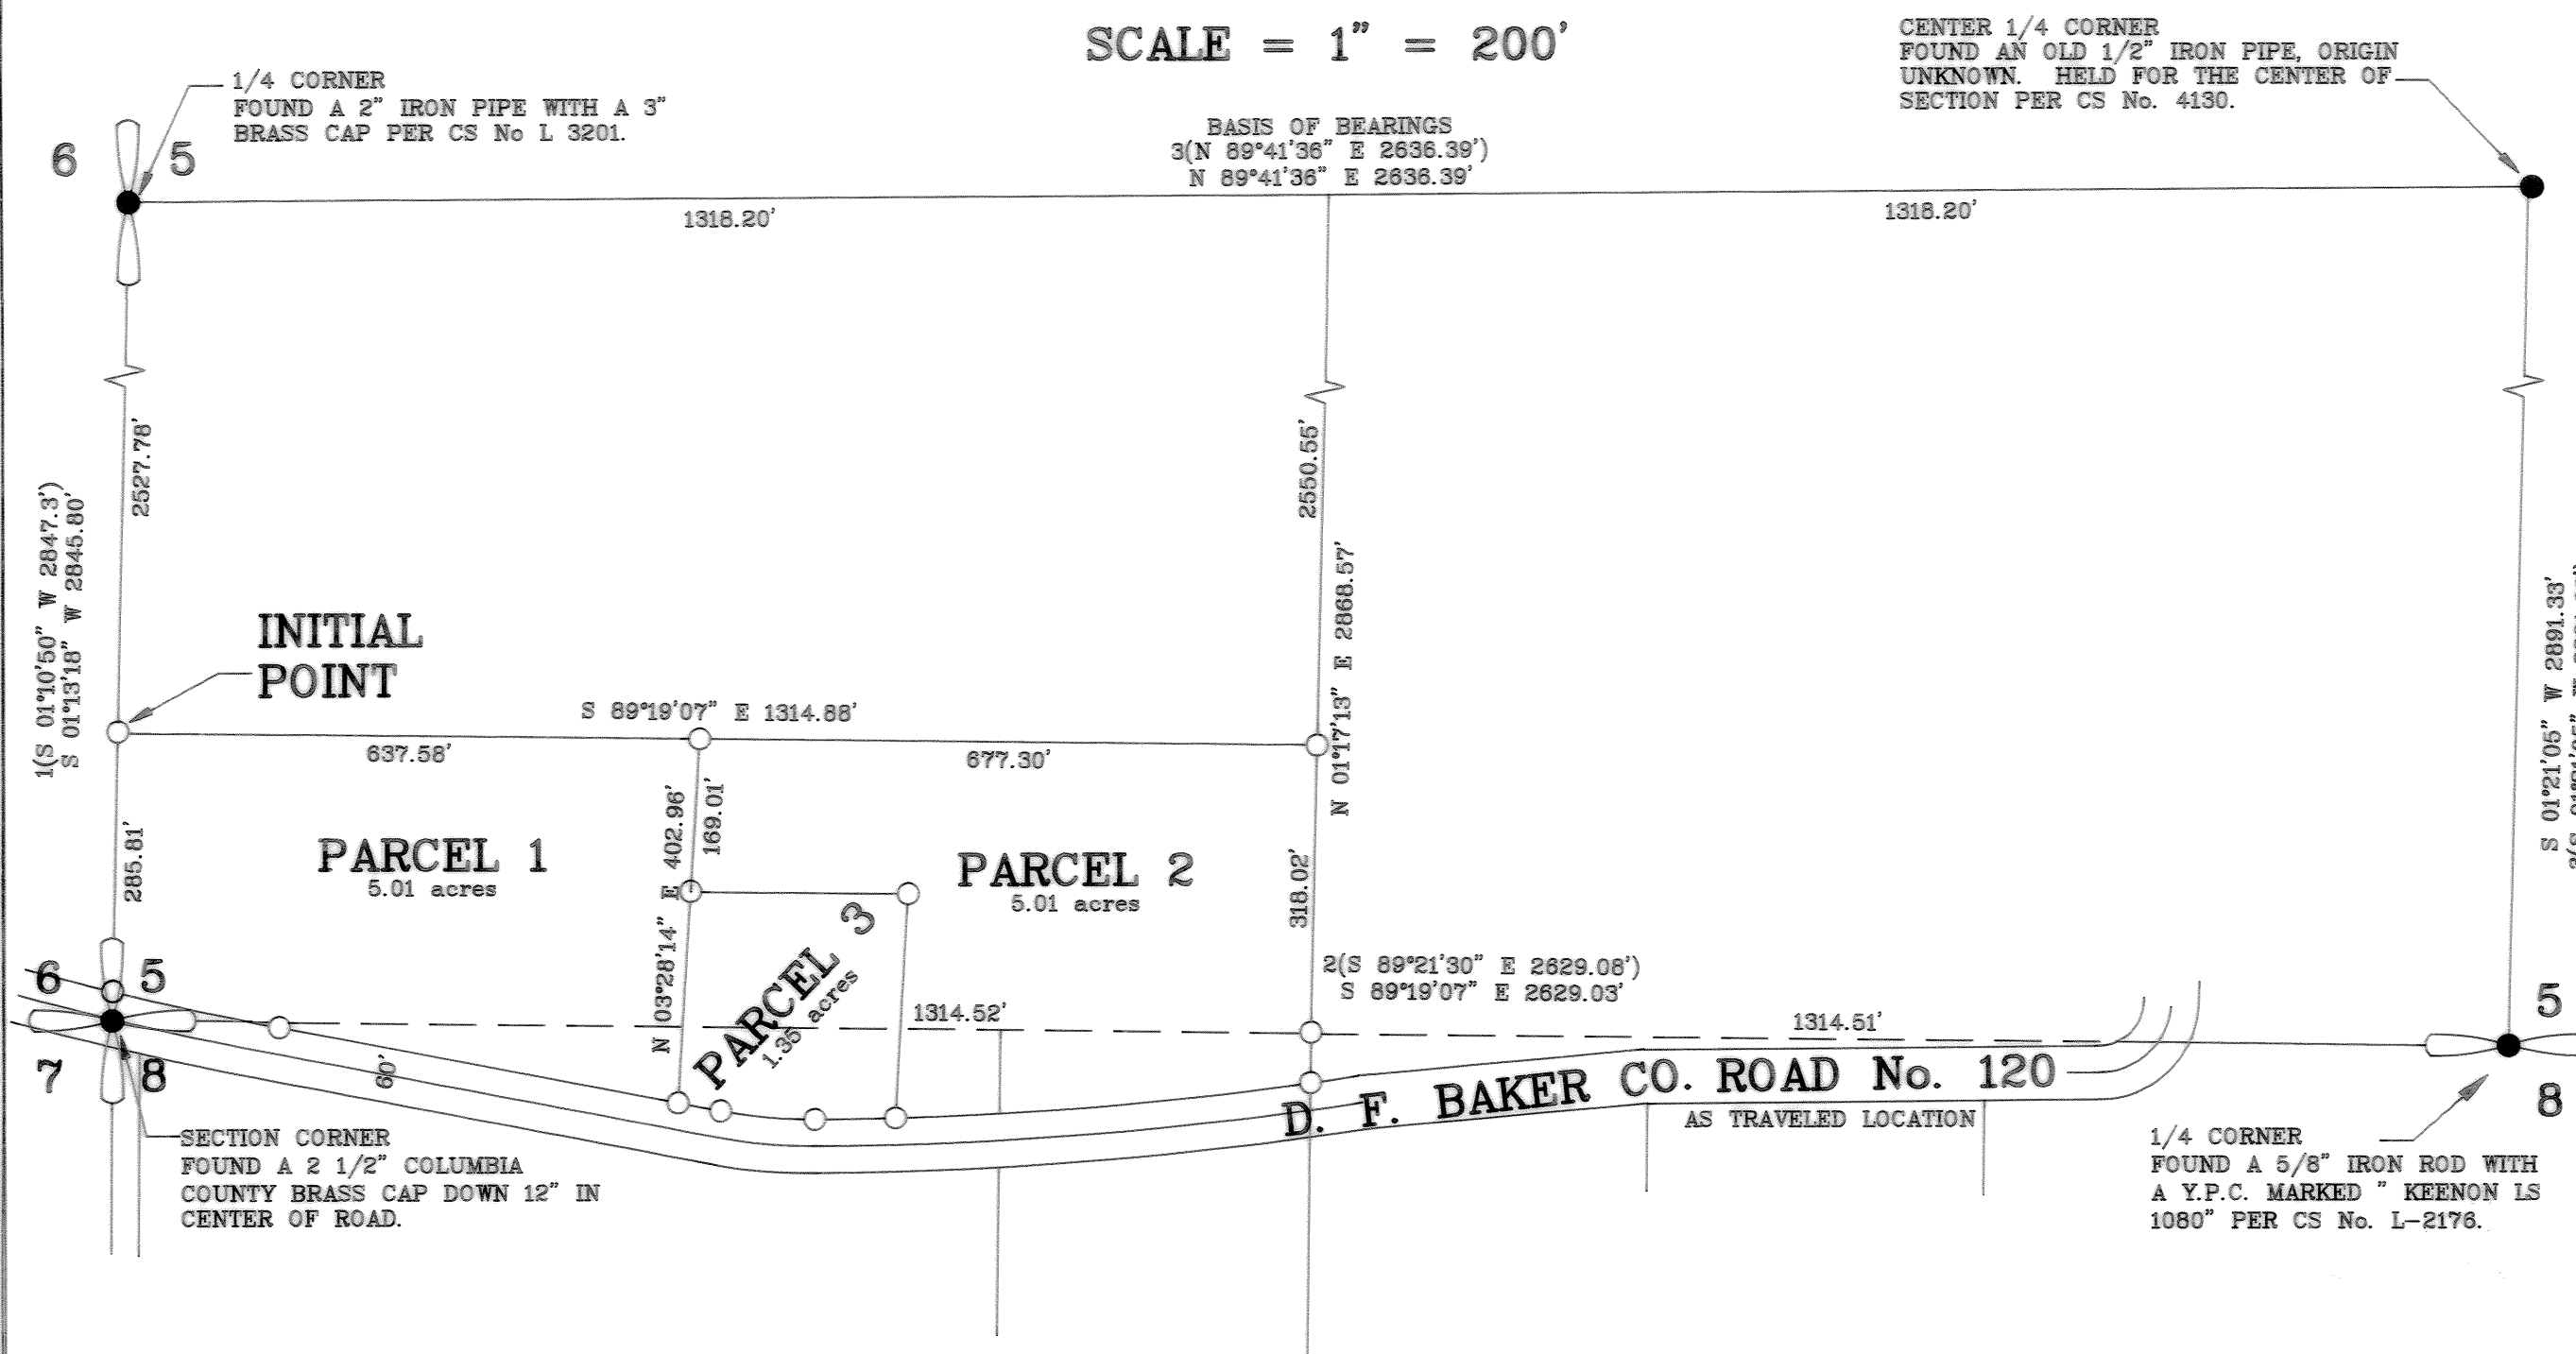 SCALE = 1" = 200'
CENTER 1/4 CORNER
FOUND AN OLD 1/2" IRON PIPE, ORIGIN
UNKNOWN. HELD FOR THE CENTER OF
SECTION PER CS No. 4130.
1/4 CORNER
FOUND A 2" IRON PIPE WITH A 3"
BRASS CAP PER CS No L 3201.
6
5
BASIS OF BEARINGS
3(N 89°41'36" E 2636.39')
N 89°41'36" E 2636.39'
1318.20'
1318.20'
2527.78'
1(S 01°10'50" W 2847.3')
S 01°13'18" W 2845.80'
2550.55'
N 01°17'13" E 2868.57'
S 01°21'05" W 2891.33'
INITIAL
POINT
S 89°19'07" E 1314.88'
637.58'
677.30'
285.81'
N 03°28'14" E 402.96'
169.01'
318.02'
PARCEL 1
5.01 acres
PARCEL 2
5.01 acres
PARCEL 3
1.35 acres
2(S 89°21'30" E 2629.08')
S 89°19'07" E 2629.03'
1314.52'
1314.51'
6
5
7
8
60'
5
8
D. F. BAKER CO. ROAD No. 120
AS TRAVELED LOCATION
SECTION CORNER
FOUND A 2 1/2" COLUMBIA
COUNTY BRASS CAP DOWN 12" IN
CENTER OF ROAD.
1/4 CORNER
FOUND A 5/8" IRON ROD WITH
A Y.P.C. MARKED " KEENON LS
1080" PER CS No. L-2176.